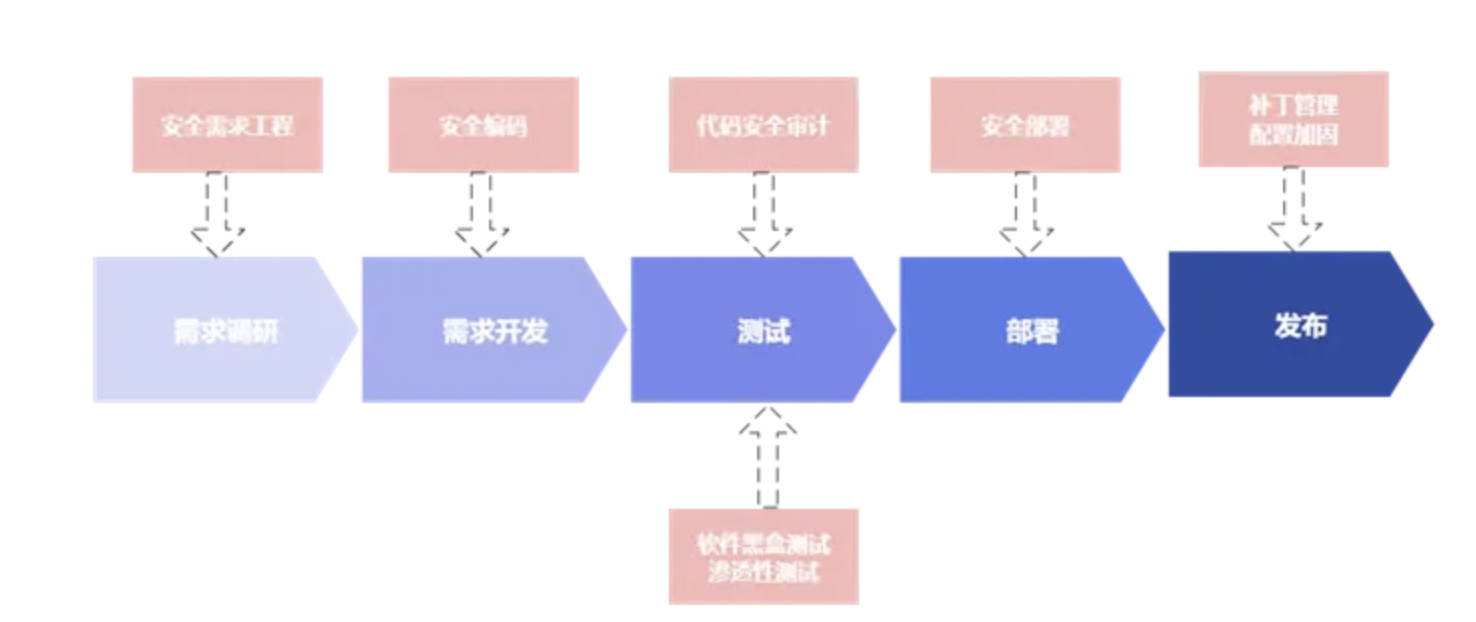 安全需求工程
安全编码
代码安全审计
安全部署
补丁管理
配置加固
需求调研
需求开发
测试
部署
发布
软件黑盒测试
渗透性测试